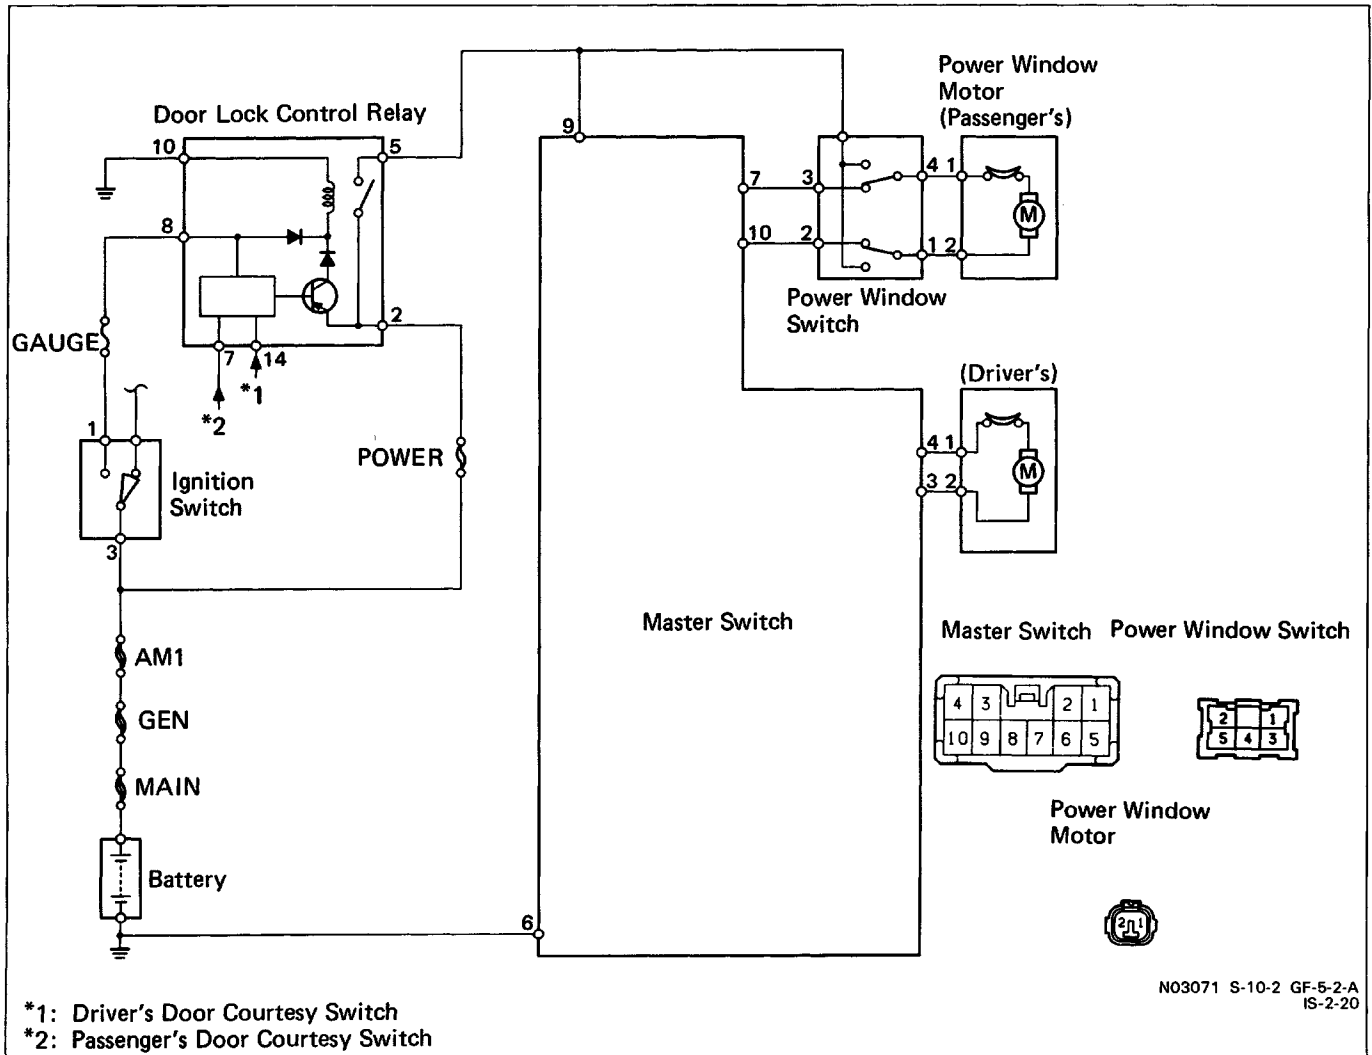 Door Lock Control Relay
10
5
8
2
7
14
*1
*2
GAUGE
1
Ignition
Switch
3
POWER
AM1
GEN
MAIN
Battery
9
7
10
6
Master Switch
3
2
4 1
1 2
Power Window
Switch
Power Window
Motor
(Passenger's)
M
(Driver's)
4 1
3 2
M
Master Switch
4 3 2 1
10 9 8 7 6 5
Power Window Switch
2 1
5 4 3
Power Window
Motor
2 1
N03071 S-10-2 GF-5-2-A
IS-2-20
*1: Driver's Door Courtesy Switch
*2: Passenger's Door Courtesy Switch